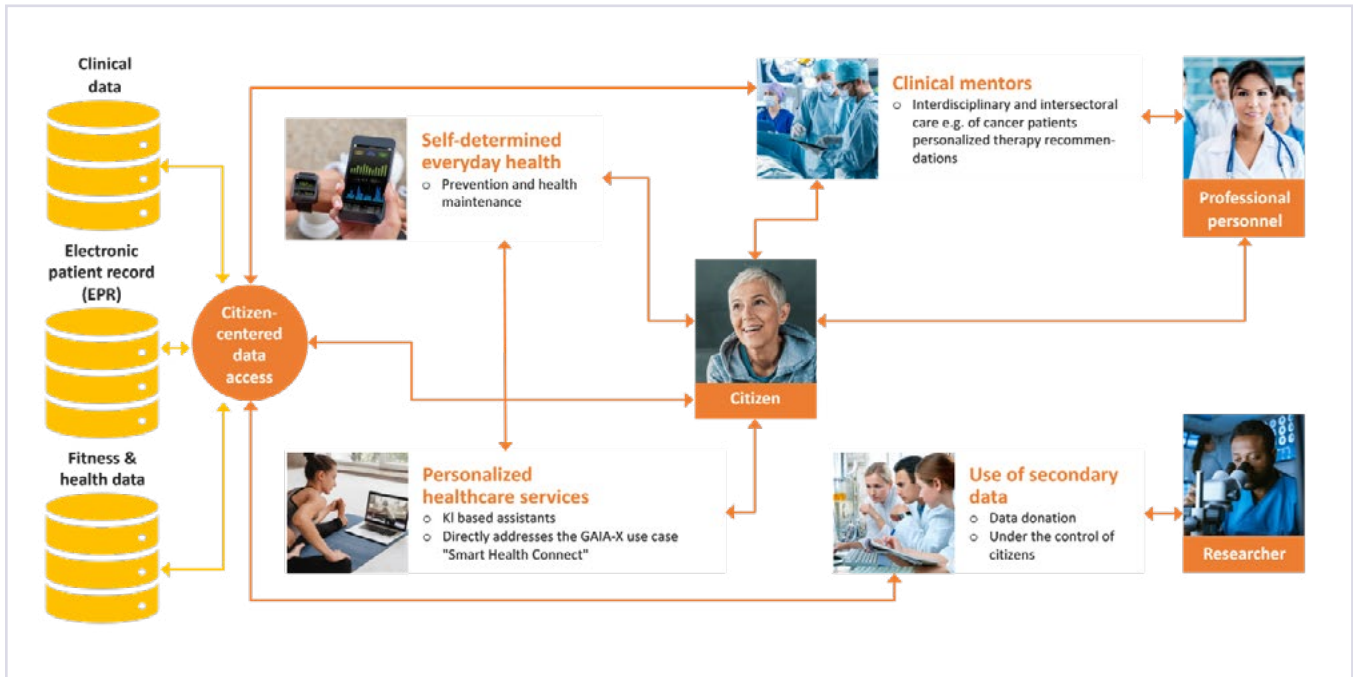 Clinical
data
Electronic
patient record
(EPR)
Fitness &
health data
Citizen-
centered
data
access
Self-determined
everyday health
o Prevention and health
maintenance
Personalized
healthcare services
o KI based assistants
o Directly addresses the GAIA-X use case
"Smart Health Connect"
Clinical mentors
o Interdisciplinary and intersectoral
care e.g. of cancer patients
personalized therapy recommen-
dations
Citizen
Use of secondary
data
o Data donation
o Under the control of
citizens
Professional
personnel
Researcher